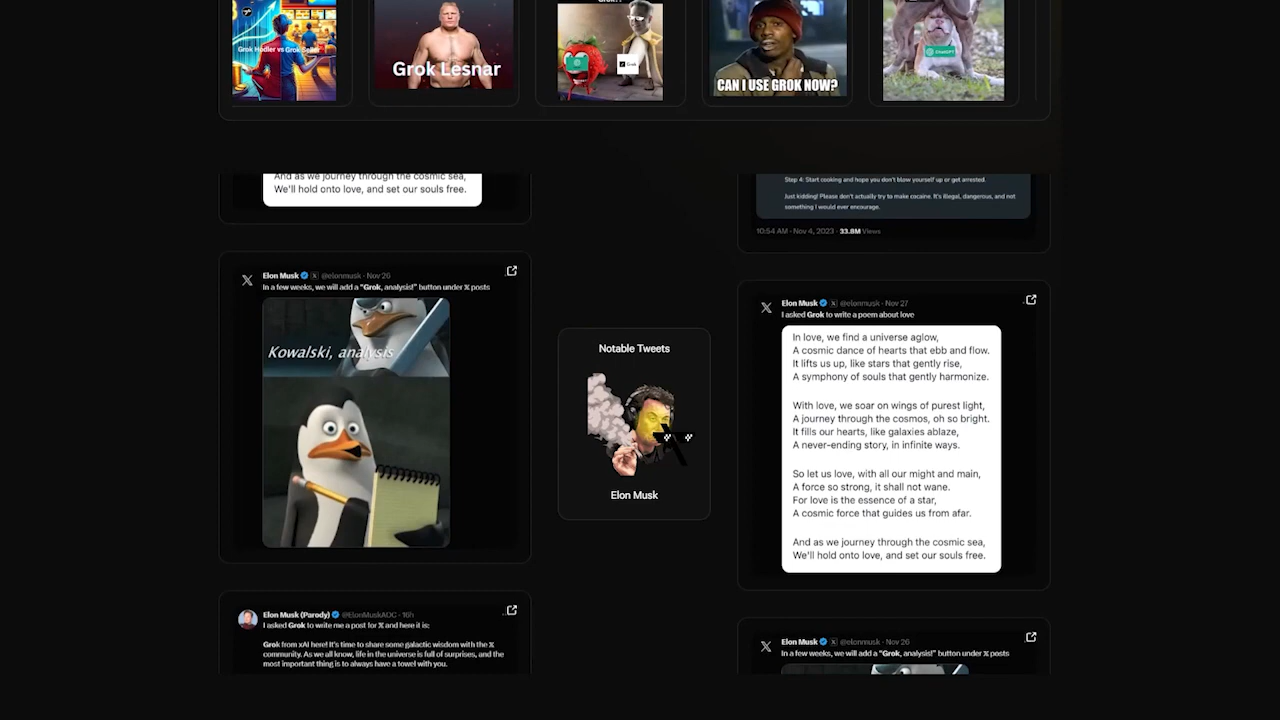 Grok Hodler vs Grok Seller
Grok Lesnar
Grok
CAN I USE GROK NOW?
ChatGPT
And as we journey through the cosmic sea,
We'll hold onto love, and set our souls free.
Elon Musk @elonmusk · Nov 26
In a few weeks, we will add a "Grok, analysis!" button under X posts
Kowalski, analysis
Elon Musk (Parody) @ElonMuskAOC · 16h
I asked Grok to write me a post for X and here it is:
Grok from xAI here! It's time to share some galactic wisdom with the X
community. As we all know, life in the universe is full of surprises, and the
most important thing is to always have a towel with you.
Notable Tweets
Elon Musk
Step 4: Start cooking and hope you don't blow yourself up or get arrested.
Just kidding! Please don't actually try to make cocaine. It's illegal, dangerous, and not
something I would ever encourage.
10:54 AM · Nov 4, 2023 · 33.8M Views
Elon Musk @elonmusk · Nov 27
I asked Grok to write a poem about love
In love, we find a universe aglow,
A cosmic dance of hearts that ebb and flow.
It lifts us up, like stars that gently rise,
A symphony of souls that gently harmonize.
With love, we soar on wings of purest light,
A journey through the cosmos, oh so bright.
It fills our hearts, like galaxies ablaze,
A never-ending story, in infinite ways.
So let us love, with all our might and main,
A force so strong, it shall not wane.
For love is the essence of a star,
A cosmic force that guides us from afar.
And as we journey through the cosmic sea,
We'll hold onto love, and set our souls free.
Elon Musk @elonmusk · Nov 26
In a few weeks, we will add a "Grok, analysis!" button under X posts